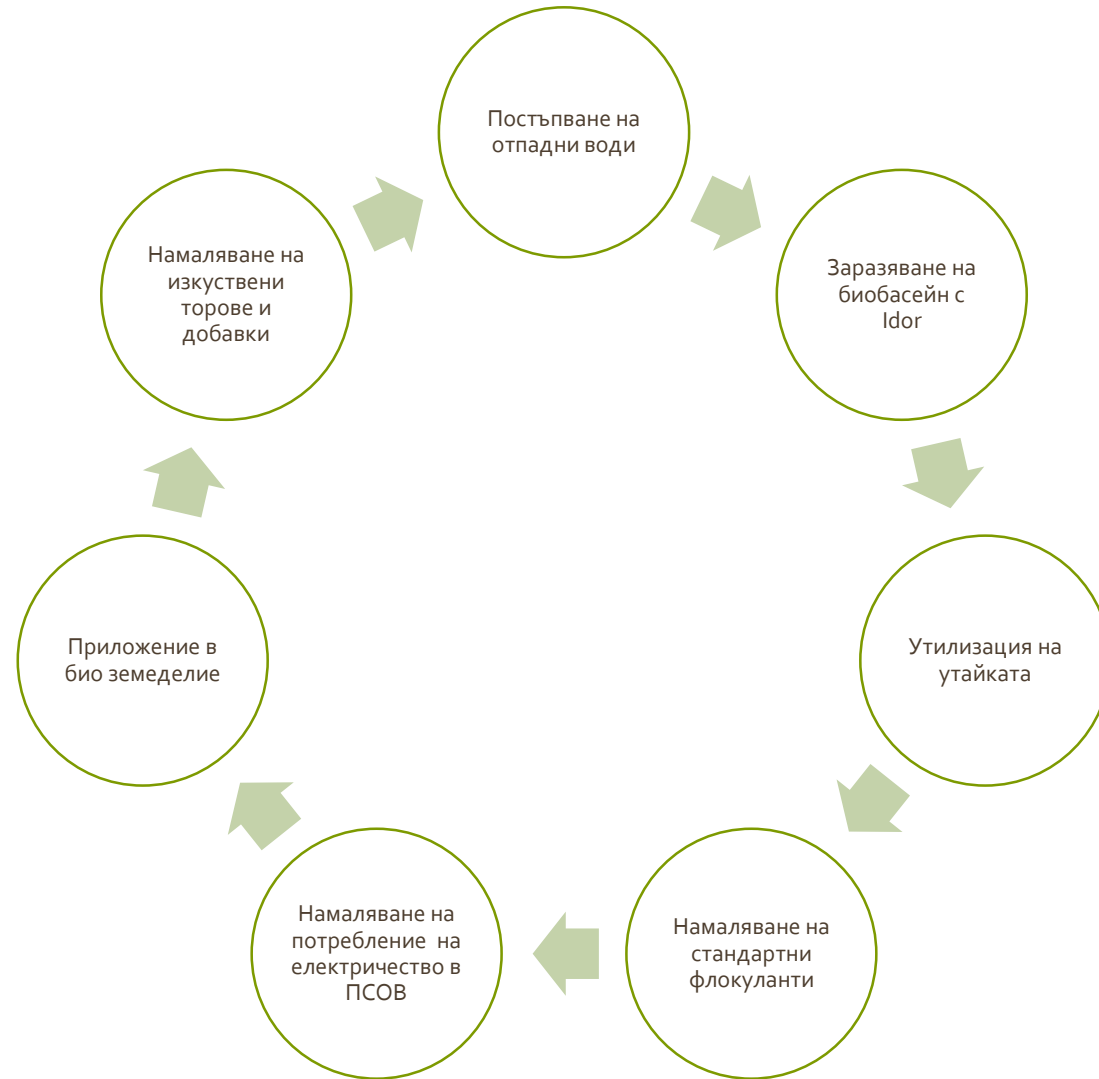 Постъпване на
отпадни води
Заразяване на
биобасейн с
Idor
Утилизация на
утайката
Намаляване на
стандартни
флокуланти
Намаляване на
потребление на
електричество в
ПСОВ
Приложение в
био земеделие
Намаляване на
изкуствени
торове и
добавки